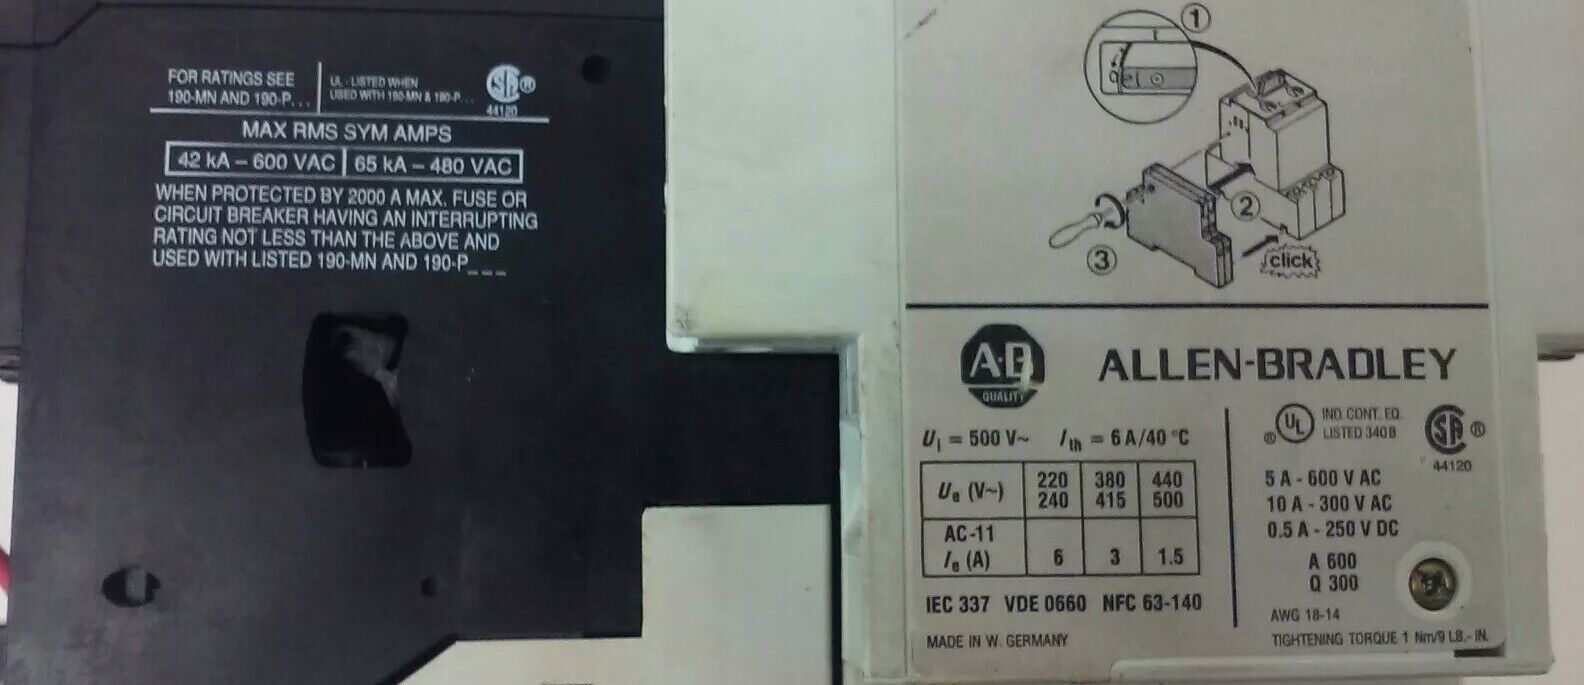 FOR RATINGS SEE
190-MN AND 190-P...
UL - LISTED WHEN
USED WITH 190-MN & 190-P...
SA ®
44120
MAX RMS SYM AMPS
42 kA – 600 VAC | 65 kA – 480 VAC
WHEN PROTECTED BY 2000 A MAX. FUSE OR
CIRCUIT BREAKER HAVING AN INTERRUPTING
RATING NOT LESS THAN THE ABOVE AND
USED WITH LISTED 190-MN AND 190-P_ _ _
1
2
3
click
A-B
QUALITY
ALLEN-BRADLEY
Ui = 500 V~ Ith = 6 A/40 °C
Ue (V~) 220 380 440
240 415 500
AC-11
Ie (A) 6 3 1.5
IEC 337 VDE 0660 NFC 63-140
MADE IN W. GERMANY
® UL IND. CONT. EQ.
LISTED 340B
SA ®
44120
5 A - 600 V AC
10 A - 300 V AC
0.5 A - 250 V DC
A 600
Q 300
AWG 18-14
TIGHTENING TORQUE 1 Nm/9 LB.- IN.